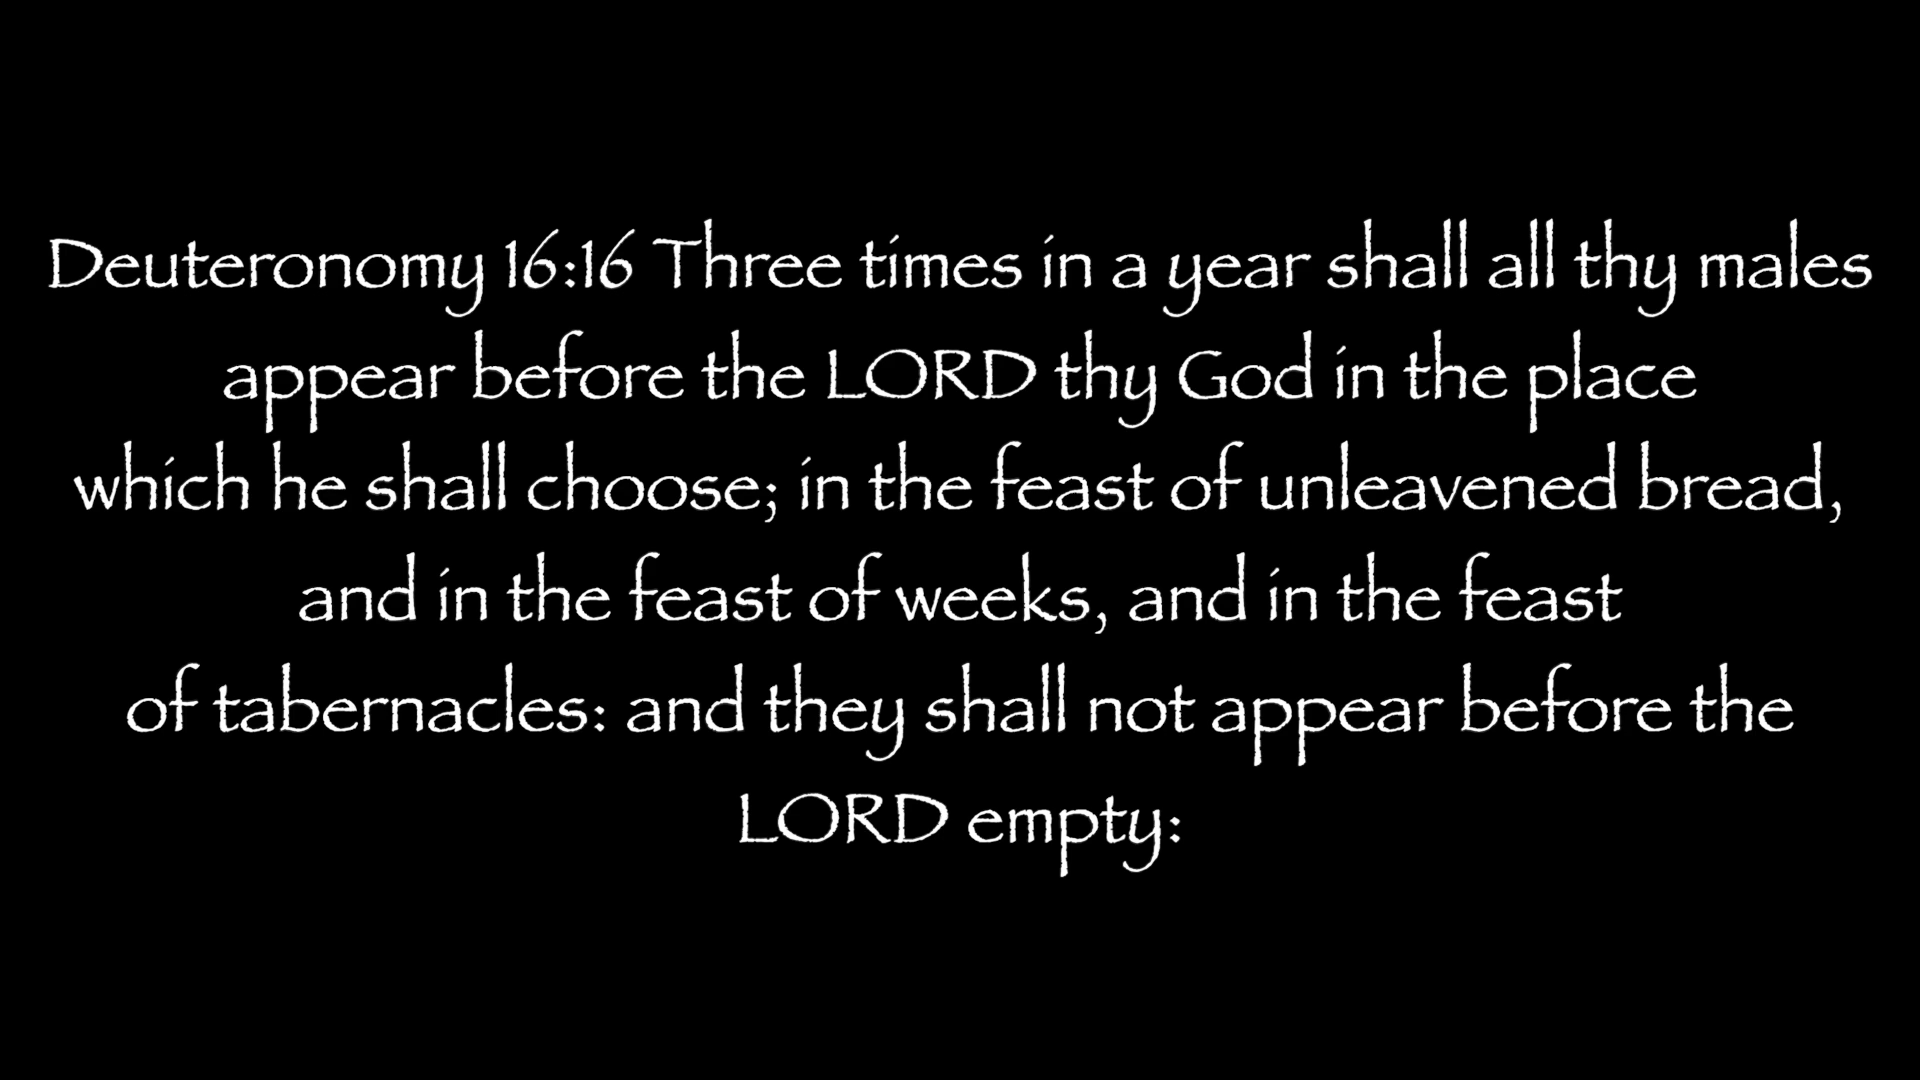 Deuteronomy 16:16 Three times in a year shall all thy males
appear before the LORD thy God in the place
which he shall choose; in the feast of unleavened bread,
and in the feast of weeks, and in the feast
of tabernacles: and they shall not appear before the
LORD empty: